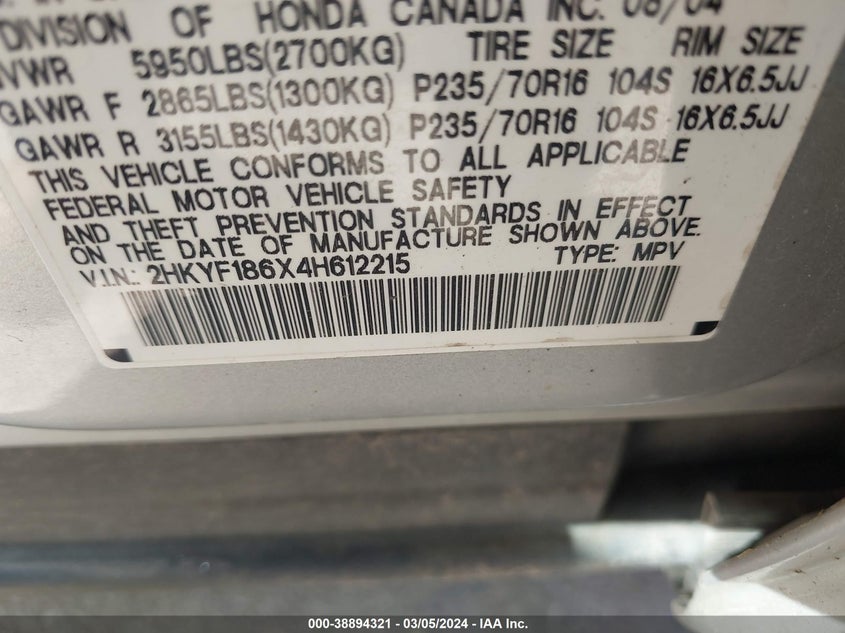 DIVISION OF HONDA CANADA INC. 08/04
VWR 5950LBS(2700KG) TIRE SIZE RIM SIZE
GAWR F 2865LBS(1300KG) P235/70R16 104S 16X6.5JJ
GAWR R 3155LBS(1430KG) P235/70R16 104S 16X6.5JJ
THIS VEHICLE CONFORMS TO ALL APPLICABLE
FEDERAL MOTOR VEHICLE SAFETY
AND THEFT PREVENTION STANDARDS IN EFFECT
ON THE DATE OF MANUFACTURE SHOWN ABOVE.
V.I.N.: 2HKYF186X4H612215 TYPE: MPV
000-38894321 | 03/05/2024 - IAA Inc.